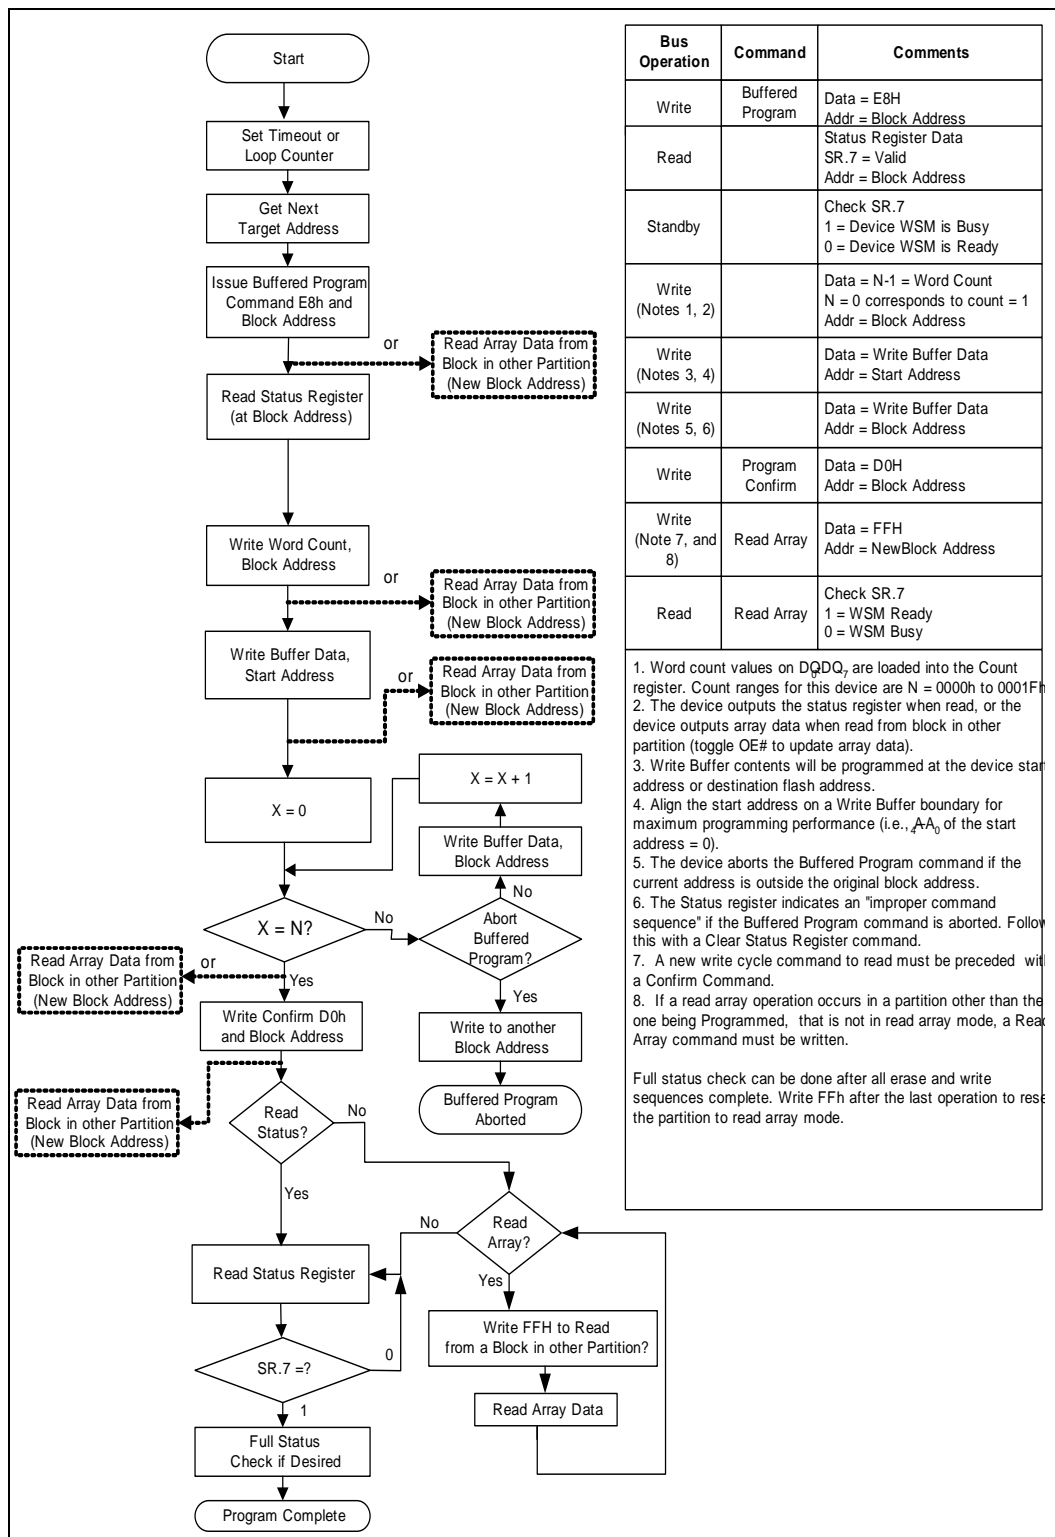 Start
Set Timeout or
Loop Counter
Get Next
Target Address
Issue Buffered Program
Command E8h and
Block Address
or
Read Array Data from
Block in other Partition
(New Block Address)
Read Status Register
(at Block Address)
Write Word Count,
Block Address
or
Read Array Data from
Block in other Partition
(New Block Address)
Write Buffer Data,
Start Address
or
Read Array Data from
Block in other Partition
(New Block Address)
X = 0
X = X + 1
Write Buffer Data,
Block Address
No
X = N?
No
Abort
Buffered
Program?
Read Array Data from
Block in other Partition
(New Block Address)
or
Yes
Yes
Write Confirm D0h
and Block Address
Write to another
Block Address
Buffered Program
Aborted
Read Array Data from
Block in other Partition
(New Block Address)
Read
Status?
No
Yes
Read
Array?
No
Yes
Read Status Register
Write FFH to Read
from a Block in other Partition?
SR.7 =?
0
1
Read Array Data
Full Status
Check if Desired
Program Complete
Bus
Operation
Command
Comments
Write
Buffered
Program
Data = E8H
Addr = Block Address
Read
Status Register Data
SR.7 = Valid
Addr = Block Address
Standby
Check SR.7
1 = Device WSM is Busy
0 = Device WSM is Ready
Write
(Notes 1, 2)
Data = N-1 = Word Count
N = 0 corresponds to count = 1
Addr = Block Address
Write
(Notes 3, 4)
Data = Write Buffer Data
Addr = Start Address
Write
(Notes 5, 6)
Data = Write Buffer Data
Addr = Block Address
Write
Program
Confirm
Data = D0H
Addr = Block Address
Write
(Note 7, and
8)
Read Array
Data = FFH
Addr = NewBlock Address
Read
Read Array
Check SR.7
1 = WSM Ready
0 = WSM Busy
1. Word count values on are loaded into the Count
register. Count ranges for this device are N = 0000h to 0001Fh
2. The device outputs the status register when read, or the
device outputs array data when read from block in other
partition (toggle OE# to update array data).
3. Write Buffer contents will be programmed at the device star
address or destination flash address.
4. Align the start address on a Write Buffer boundary for
maximum programming performance (i.e., of the start
address = 0).
5. The device aborts the Buffered Program command if the
current address is outside the original block address.
6. The Status register indicates an "improper command
sequence" if the Buffered Program command is aborted. Follow
this with a Clear Status Register command.
7. A new write cycle command to read must be preceded wit
a Confirm Command.
8. If a read array operation occurs in a partition other than the
one being Programmed, that is not in read array mode, a Read
Array command must be written.
Full status check can be done after all erase and write
sequences complete. Write FFh after the last operation to rese
the partition to read array mode.